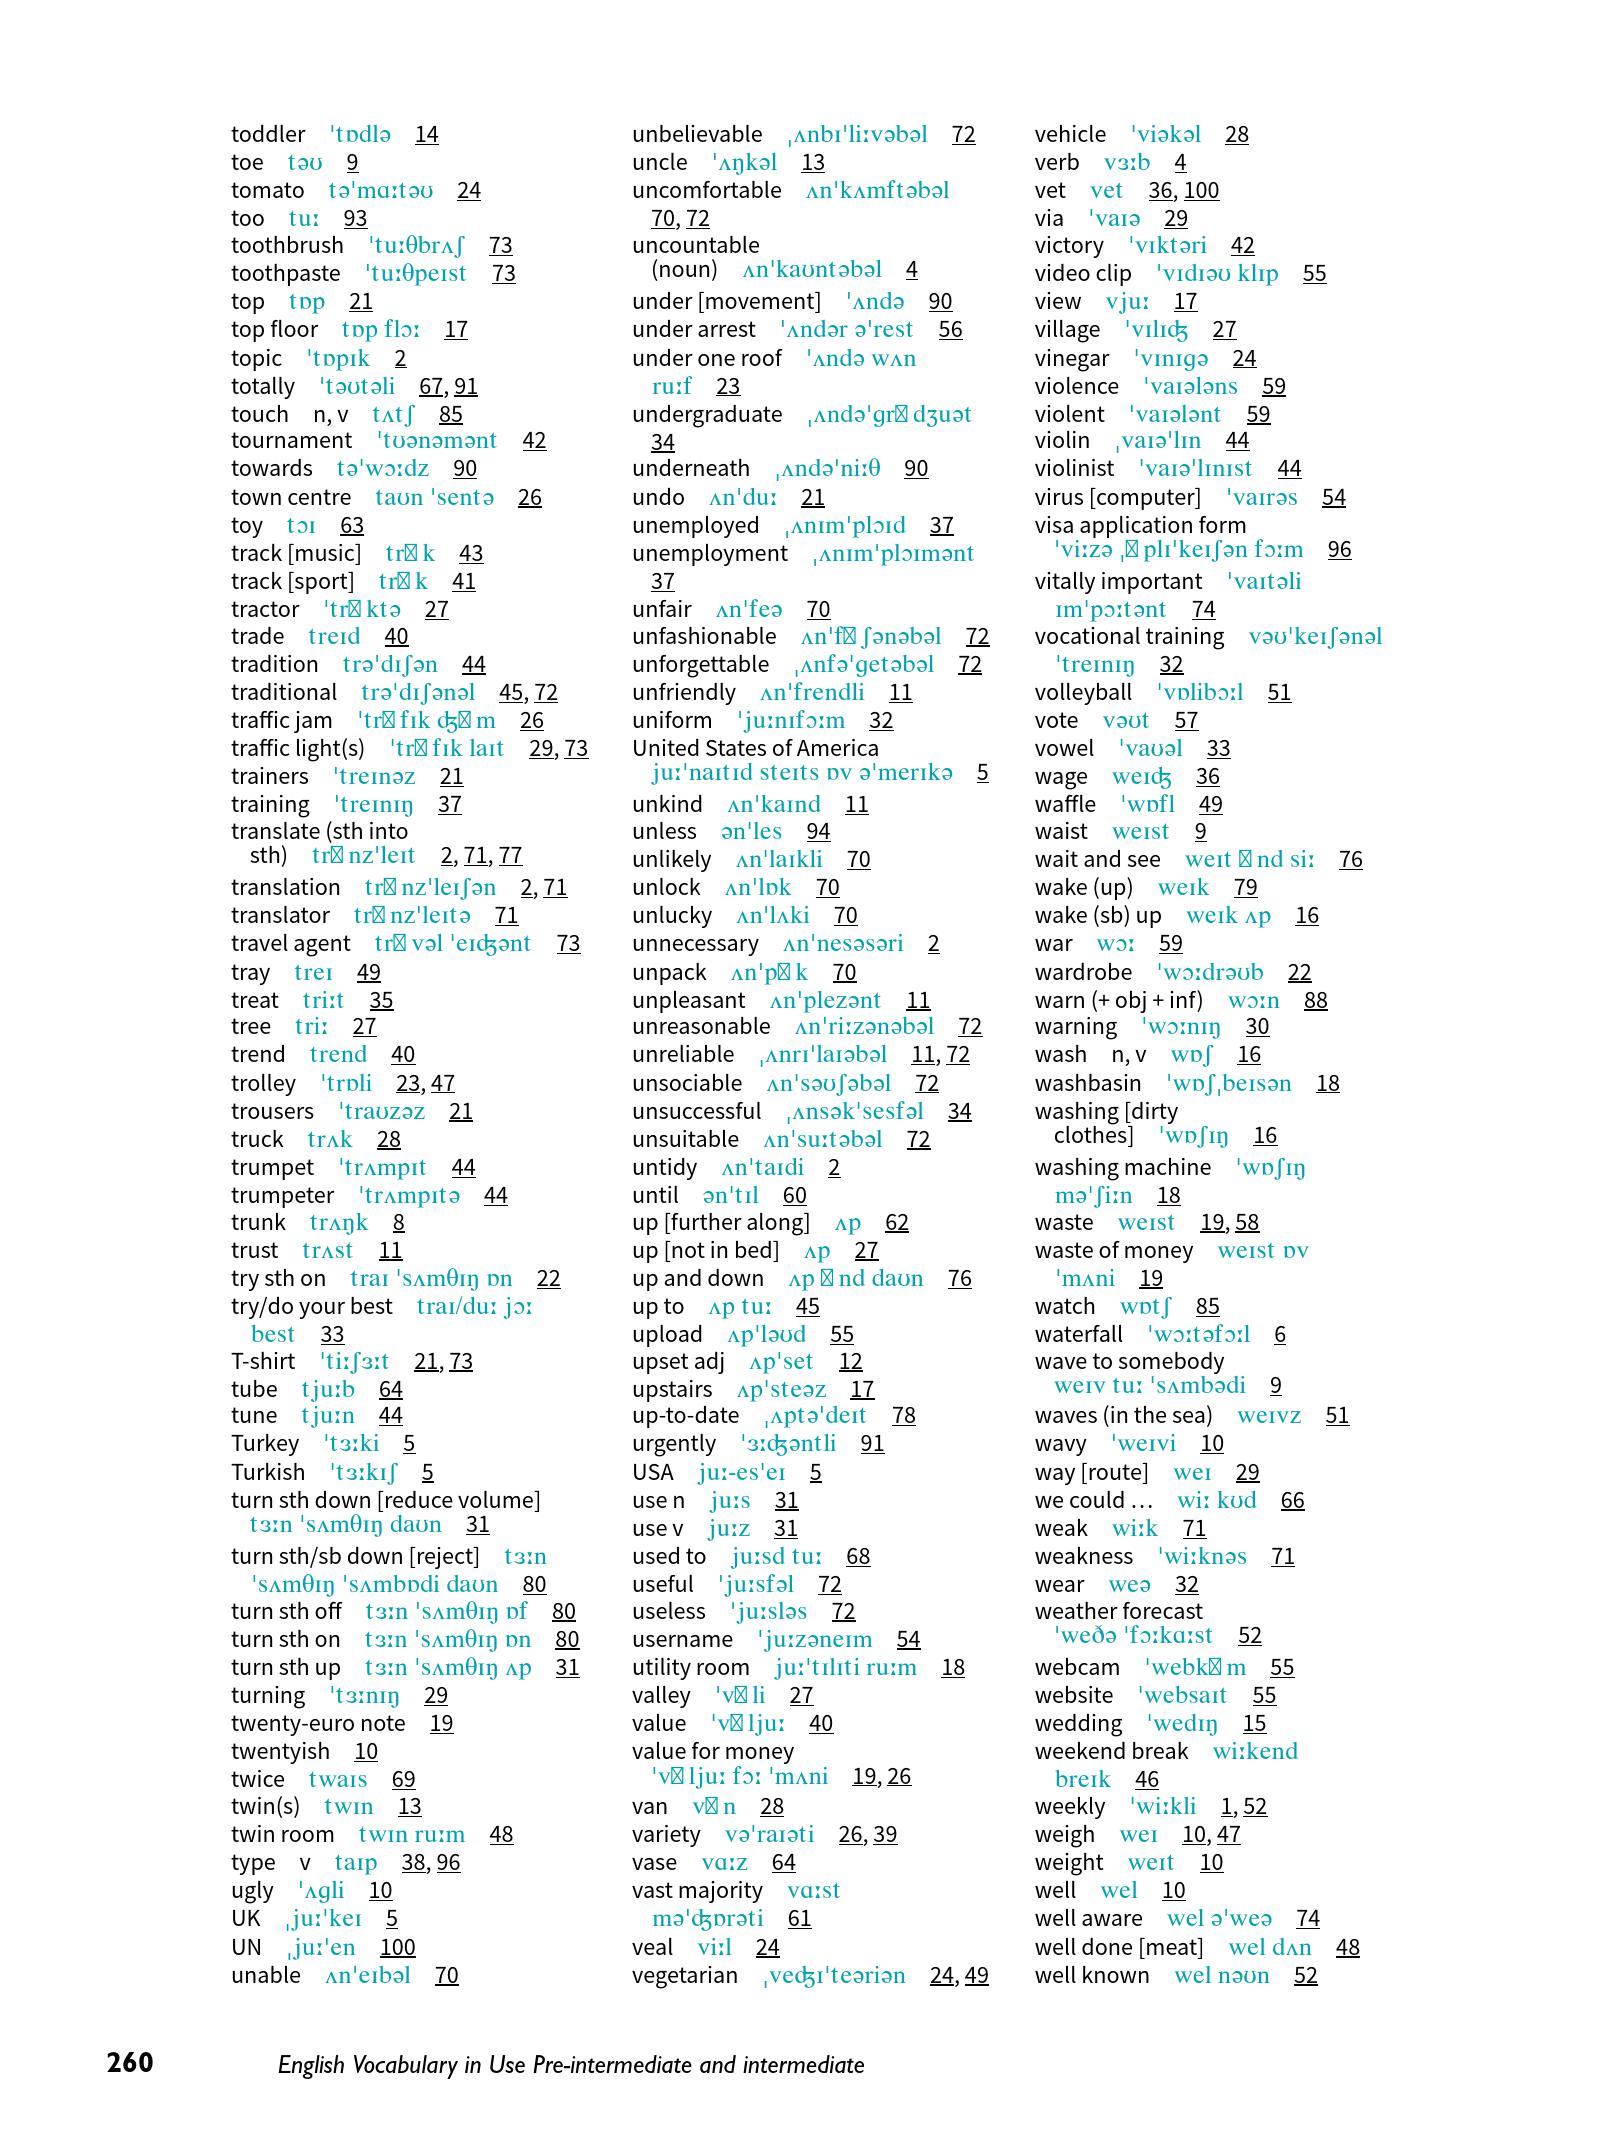 toddler ˈtɒdlə 14
toe təʊ 9
tomato təˈmɑːtəʊ 24
too tuː 93
toothbrush ˈtuːθbrʌʃ 73
toothpaste ˈtuːθpeɪst 73
top tɒp 21
top floor tɒp flɔː 17
topic ˈtɒpɪk 2
totally ˈtəʊtəli 67, 91
touch n, v tʌtʃ 85
tournament ˈtʊənəmənt 42
towards təˈwɔːdz 90
town centre taʊn ˈsentə 26
toy tɔɪ 63
track [music] tr� k 43
track [sport] tr� k 41
tractor ˈtr� ktə 27
trade treɪd 40
tradition trəˈdɪʃən 44
traditional trəˈdɪʃənəl 45, 72
traffic jam ˈtr� fɪk ʤ� m 26
traffic light(s) ˈtr� fɪk laɪt 29, 73
trainers ˈtreɪnəz 21
training ˈtreɪnɪŋ 37
translate (sth into
sth) tr� nzˈleɪt 2, 71, 77
translation tr� nzˈleɪʃən 2, 71
translator tr� nzˈleɪtə 71
travel agent tr� vəl ˈeɪʤənt 73
tray treɪ 49
treat triːt 35
tree triː 27
trend trend 40
trolley ˈtrɒli 23, 47
trousers ˈtraʊzəz 21
truck trʌk 28
trumpet ˈtrʌmpɪt 44
trumpeter ˈtrʌmpɪtə 44
trunk trʌŋk 8
trust trʌst 11
try sth on traɪ ˈsʌmθɪŋ ɒn 22
try/do your best traɪ/duː jɔː
best 33
T-shirt ˈtiːʃɜːt 21, 73
tube tjuːb 64
tune tjuːn 44
Turkey ˈtɜːki 5
Turkish ˈtɜːkɪʃ 5
turn sth down [reduce volume]
tɜːn ˈsʌmθɪŋ daʊn 31
turn sth/sb down [reject] tɜːn
ˈsʌmθɪŋ ˈsʌmbɒdi daʊn 80
turn sth off tɜːn ˈsʌmθɪŋ ɒf 80
turn sth on tɜːn ˈsʌmθɪŋ ɒn 80
turn sth up tɜːn ˈsʌmθɪŋ ʌp 31
turning ˈtɜːnɪŋ 29
twenty-euro note 19
twentyish 10
twice twaɪs 69
twin(s) twɪn 13
twin room twɪn ruːm 48
type v taɪp 38, 96
ugly ˈʌgli 10
UK ˌjuːˈkeɪ 5
UN ˌjuːˈen 100
unable ʌnˈeɪbəl 70
unbelievable ˌʌnbɪˈliːvəbəl 72
uncle ˈʌŋkəl 13
uncomfortable ʌnˈkʌmftəbəl
70, 72
uncountable
(noun) ʌnˈkaʊntəbəl 4
under [movement] ˈʌndə 90
under arrest ˈʌndər əˈrest 56
under one roof ˈʌndə wʌn
ruːf 23
undergraduate ˌʌndəˈgr� dʒuət
34
underneath ˌʌndəˈniːθ 90
undo ʌnˈduː 21
unemployed ˌʌnɪmˈplɔɪd 37
unemployment ˌʌnɪmˈplɔɪmənt
37
unfair ʌnˈfeə 70
unfashionable ʌnˈf� ʃənəbəl 72
unforgettable ˌʌnfəˈgetəbəl 72
unfriendly ʌnˈfrendli 11
uniform ˈjuːnɪfɔːm 32
United States of America
juːˈnaɪtɪd steɪts ɒv əˈmerɪkə 5
unkind ʌnˈkaɪnd 11
unless ənˈles 94
unlikely ʌnˈlaɪkli 70
unlock ʌnˈlɒk 70
unlucky ʌnˈlʌki 70
unnecessary ʌnˈnesəsəri 2
unpack ʌnˈp� k 70
unpleasant ʌnˈplezənt 11
unreasonable ʌnˈriːzənəbəl 72
unreliable ˌʌnrɪˈlaɪəbəl 11, 72
unsociable ʌnˈsəʊʃəbəl 72
unsuccessful ˌʌnsəkˈsesfəl 34
unsuitable ʌnˈsuːtəbəl 72
untidy ʌnˈtaɪdi 2
until ənˈtɪl 60
up [further along] ʌp 62
up [not in bed] ʌp 27
up and down ʌp � nd daʊn 76
up to ʌp tuː 45
upload ʌpˈləʊd 55
upset adj ʌpˈset 12
upstairs ʌpˈsteəz 17
up-to-date ˌʌptəˈdeɪt 78
urgently ˈɜːʤəntli 91
USA juː-esˈeɪ 5
use n juːs 31
use v juːz 31
used to juːsd tuː 68
useful ˈjuːsfəl 72
useless ˈjuːsləs 72
username ˈjuːzəneɪm 54
utility room juːˈtɪlɪti ruːm 18
valley ˈv� li 27
value ˈv� ljuː 40
value for money
ˈv� ljuː fɔː ˈmʌni 19, 26
van v� n 28
variety vəˈraɪəti 26, 39
vase vɑːz 64
vast majority vɑːst
məˈʤɒrəti 61
veal viːl 24
vegetarian ˌveʤɪˈteəriən 24, 49
vehicle ˈviəkəl 28
verb vɜːb 4
vet vet 36, 100
via ˈvaɪə 29
victory ˈvɪktəri 42
video clip ˈvɪdɪəʊ klɪp 55
view vjuː 17
village ˈvɪlɪʤ 27
vinegar ˈvɪnɪgə 24
violence ˈvaɪələns 59
violent ˈvaɪələnt 59
violin ˌvaɪəˈlɪn 44
violinist ˈvaɪəˈlɪnɪst 44
virus [computer] ˈvaɪrəs 54
visa application form
ˈviːzə ˌ� plɪˈkeɪʃən fɔːm 96
vitally important ˈvaɪtəli
ɪmˈpɔːtənt 74
vocational training vəʊˈkeɪʃənəl
ˈtreɪnɪŋ 32
volleyball ˈvɒlibɔːl 51
vote vəʊt 57
vowel ˈvaʊəl 33
wage weɪʤ 36
waffle ˈwɒfl 49
waist weɪst 9
wait and see weɪt � nd siː 76
wake (up) weɪk 79
wake (sb) up weɪk ʌp 16
war wɔː 59
wardrobe ˈwɔːdrəʊb 22
warn (+ obj + inf) wɔːn 88
warning ˈwɔːnɪŋ 30
wash n, v wɒʃ 16
washbasin ˈwɒʃˌbeɪsən 18
washing [dirty
clothes] ˈwɒʃɪŋ 16
washing machine ˈwɒʃɪŋ
məˈʃiːn 18
waste weɪst 19, 58
waste of money weɪst ɒv
ˈmʌni 19
watch wɒtʃ 85
waterfall ˈwɔːtəfɔːl 6
wave to somebody
weɪv tuː ˈsʌmbədi 9
waves (in the sea) weɪvz 51
wavy ˈweɪvi 10
way [route] weɪ 29
we could … wiː kʊd 66
weak wiːk 71
weakness ˈwiːknəs 71
wear weə 32
weather forecast
ˈweðə ˈfɔːkɑːst 52
webcam ˈwebk� m 55
website ˈwebsaɪt 55
wedding ˈwedɪŋ 15
weekend break wiːkend
breɪk 46
weekly ˈwiːkli 1, 52
weigh weɪ 10, 47
weight weɪt 10
well wel 10
well aware wel əˈweə 74
well done [meat] wel dʌn 48
well known wel nəʊn 52
260 English Vocabulary in Use Pre-intermediate and intermediate